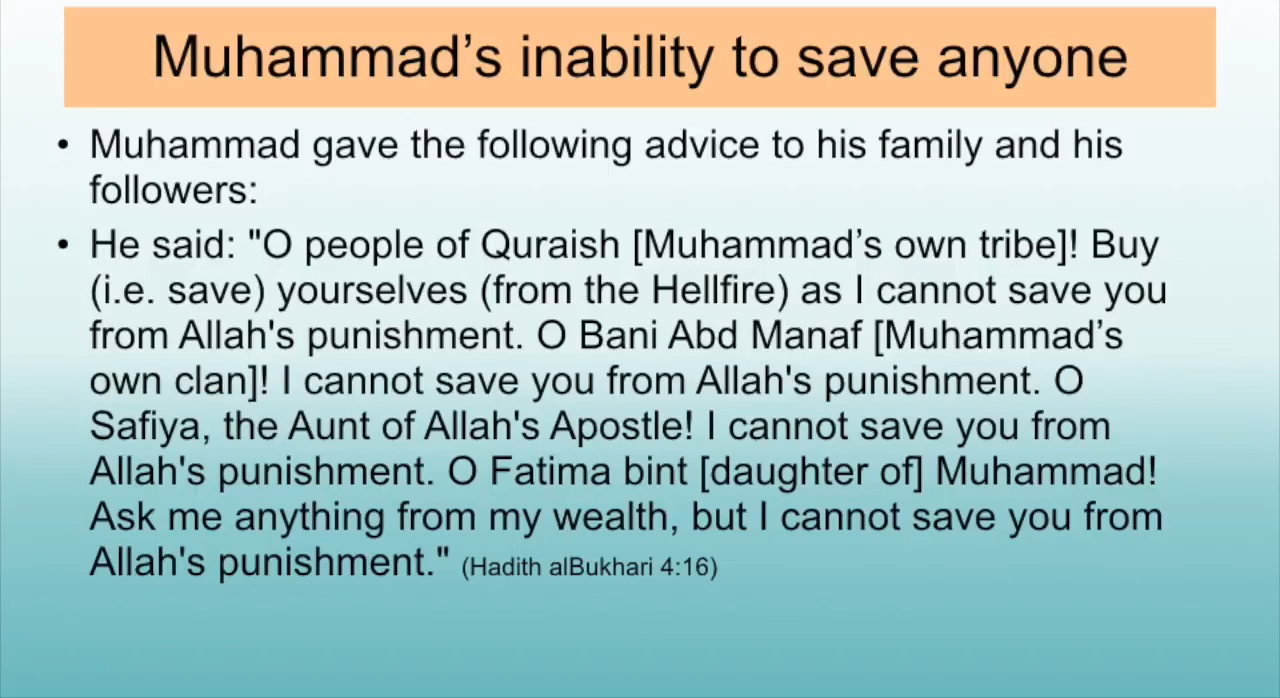 Muhammad’s inability to save anyone
• Muhammad gave the following advice to his family and his
followers:
• He said: "O people of Quraish [Muhammad’s own tribe]! Buy
(i.e. save) yourselves (from the Hellfire) as I cannot save you
from Allah's punishment. O Bani Abd Manaf [Muhammad’s
own clan]! I cannot save you from Allah's punishment. O
Safiya, the Aunt of Allah's Apostle! I cannot save you from
Allah's punishment. O Fatima bint [daughter of] Muhammad!
Ask me anything from my wealth, but I cannot save you from
Allah's punishment." (Hadith alBukhari 4:16)